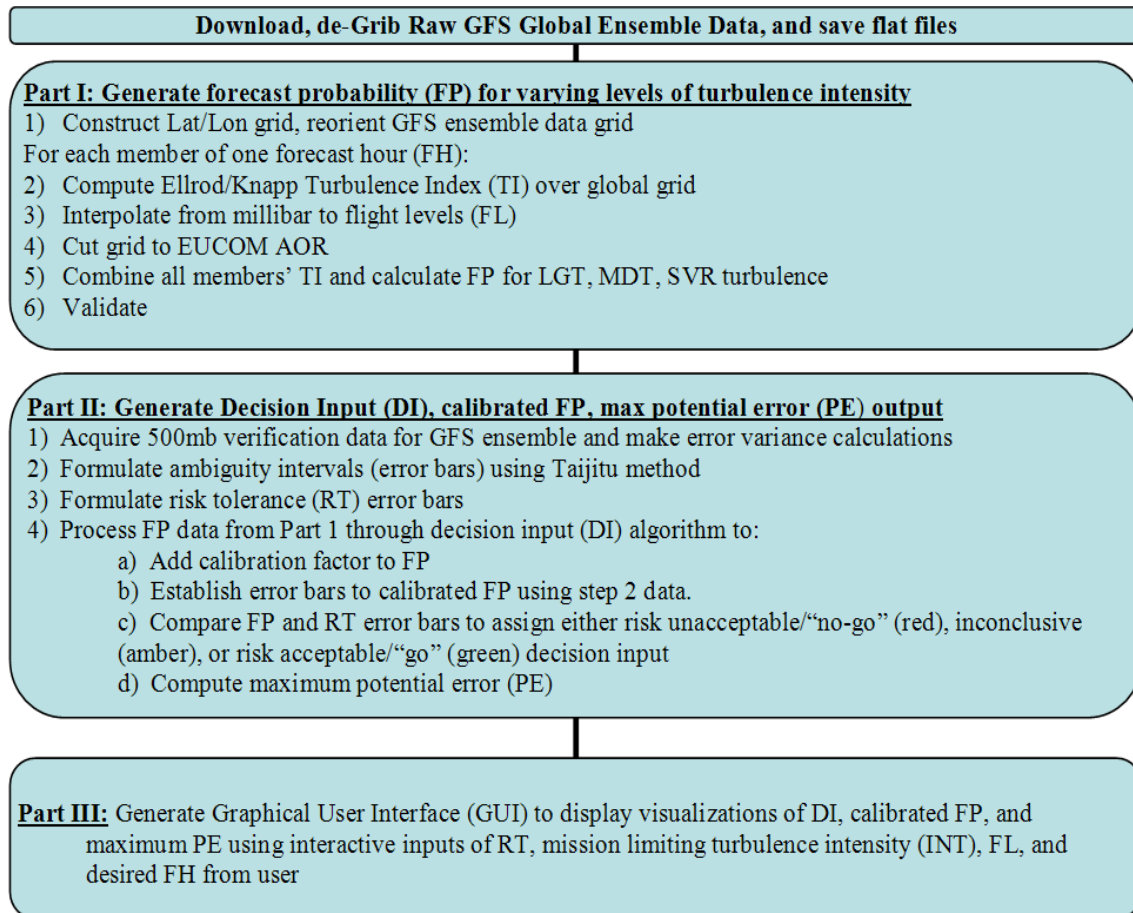 Download, de-Grib Raw GFS Global Ensemble Data, and save flat files
Part I: Generate forecast probability (FP) for varying levels of turbulence intensity
1) Construct Lat/Lon grid, reorient GFS ensemble data grid
For each member of one forecast hour (FH):
2) Compute Ellrod/Knapp Turbulence Index (TI) over global grid
3) Interpolate from millibar to flight levels (FL)
4) Cut grid to EUCOM AOR
5) Combine all members’ TI and calculate FP for LGT, MDT, SVR turbulence
6) Validate
Part II: Generate Decision Input (DI), calibrated FP, max potential error (PE) output
1) Acquire 500mb verification data for GFS ensemble and make error variance calculations
2) Formulate ambiguity intervals (error bars) using Taijitu method
3) Formulate risk tolerance (RT) error bars
4) Process FP data from Part 1 through decision input (DI) algorithm to:
a) Add calibration factor to FP
b) Establish error bars to calibrated FP using step 2 data.
c) Compare FP and RT error bars to assign either risk unacceptable/“no-go” (red), inconclusive
(amber), or risk acceptable/“go” (green) decision input
d) Compute maximum potential error (PE)
Part III: Generate Graphical User Interface (GUI) to display visualizations of DI, calibrated FP, and
maximum PE using interactive inputs of RT, mission limiting turbulence intensity (INT), FL, and
desired FH from user